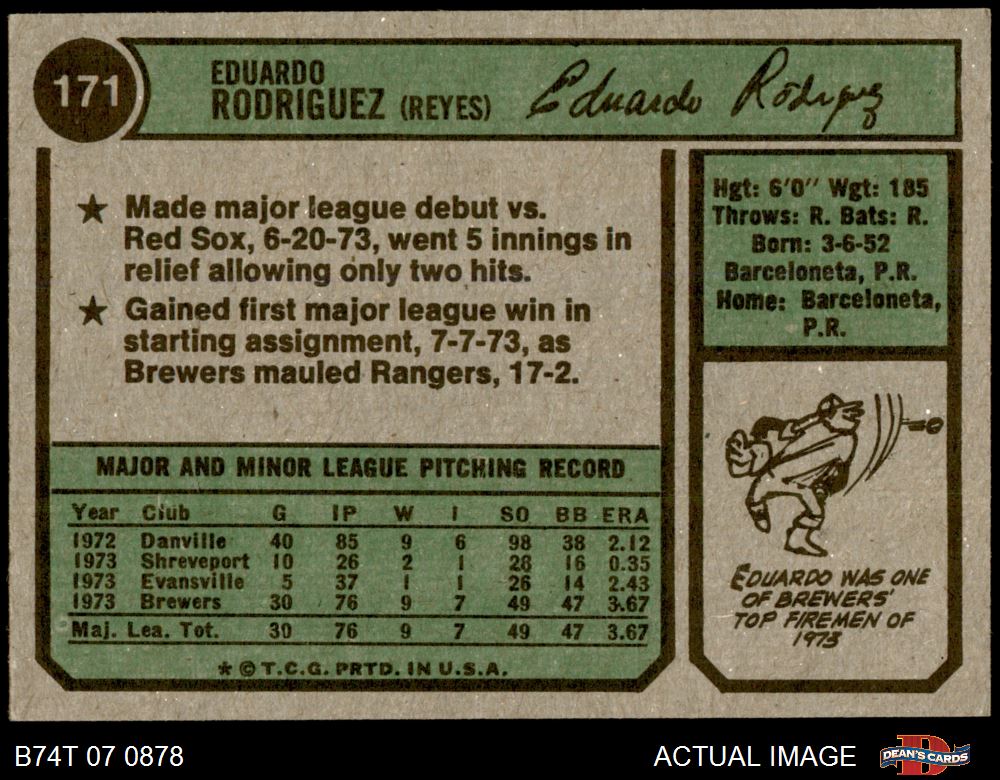 171
EDUARDO
RODRIGUEZ (REYES)
Eduardo Rodriguez
★ Made major league debut vs.
Red Sox, 6-20-73, went 5 innings in
relief allowing only two hits.
★ Gained first major league win in
starting assignment, 7-7-73, as
Brewers mauled Rangers, 17-2.
Hgt: 6'0" Wgt: 185
Throws: R. Bats: R.
Born: 3-6-52
Barceloneta, P.R.
Home: Barceloneta,
P.R.
MAJOR AND MINOR LEAGUE PITCHING RECORD
Year Club G IP W l SO BB ERA
1972 Danville 40 85 9 6 98 38 2.12
1973 Shreveport 10 26 2 1 28 16 0.35
1973 Evansville 5 37 1 1 26 14 2.43
1973 Brewers 30 76 9 7 49 47 3.67
Maj. Lea. Tot. 30 76 9 7 49 47 3.67
* © T.C.G. PRTD. IN U.S.A.
EDUARDO WAS ONE
OF BREWERS'
TOP FIREMEN OF
1973
B74T 07 0878
ACTUAL IMAGE
D
DEAN'S CARDS